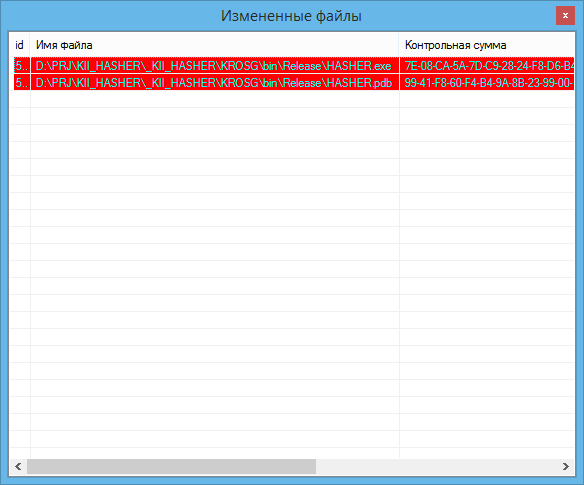 Измененные файлы
x
id Имя файла Контрольная сумма
5.. D:\PRJ\KII_HASHER\_KII_HASHER\KROSG\bin\Release\HASHER.exe 7E-08-CA-5A-7D-C9-28-24-F8-D6-B4
5.. D:\PRJ\KII_HASHER\_KII_HASHER\KROSG\bin\Release\HASHER.pdb 99-41-F8-60-F4-B4-9A-8B-23-99-00-